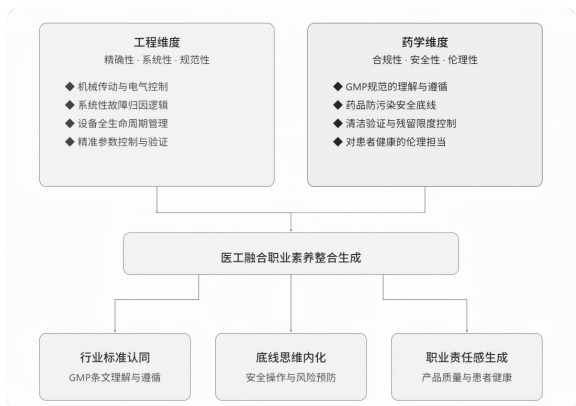 工程维度
精确性 · 系统性 · 规范性
◆ 机械传动与电气控制
◆ 系统性故障归因逻辑
◆ 设备全生命周期管理
◆ 精准参数控制与验证
药学维度
合规性 · 安全性 · 伦理性
◆ GMP规范的理解与遵循
◆ 药品防污染安全底线
◆ 清洁验证与残留限度控制
◆ 对患者健康的伦理担当
医工融合职业素养整合生成
行业标准认同
GMP条文理解与遵循
底线思维内化
安全操作与风险预防
职业责任感生成
产品质量与患者健康